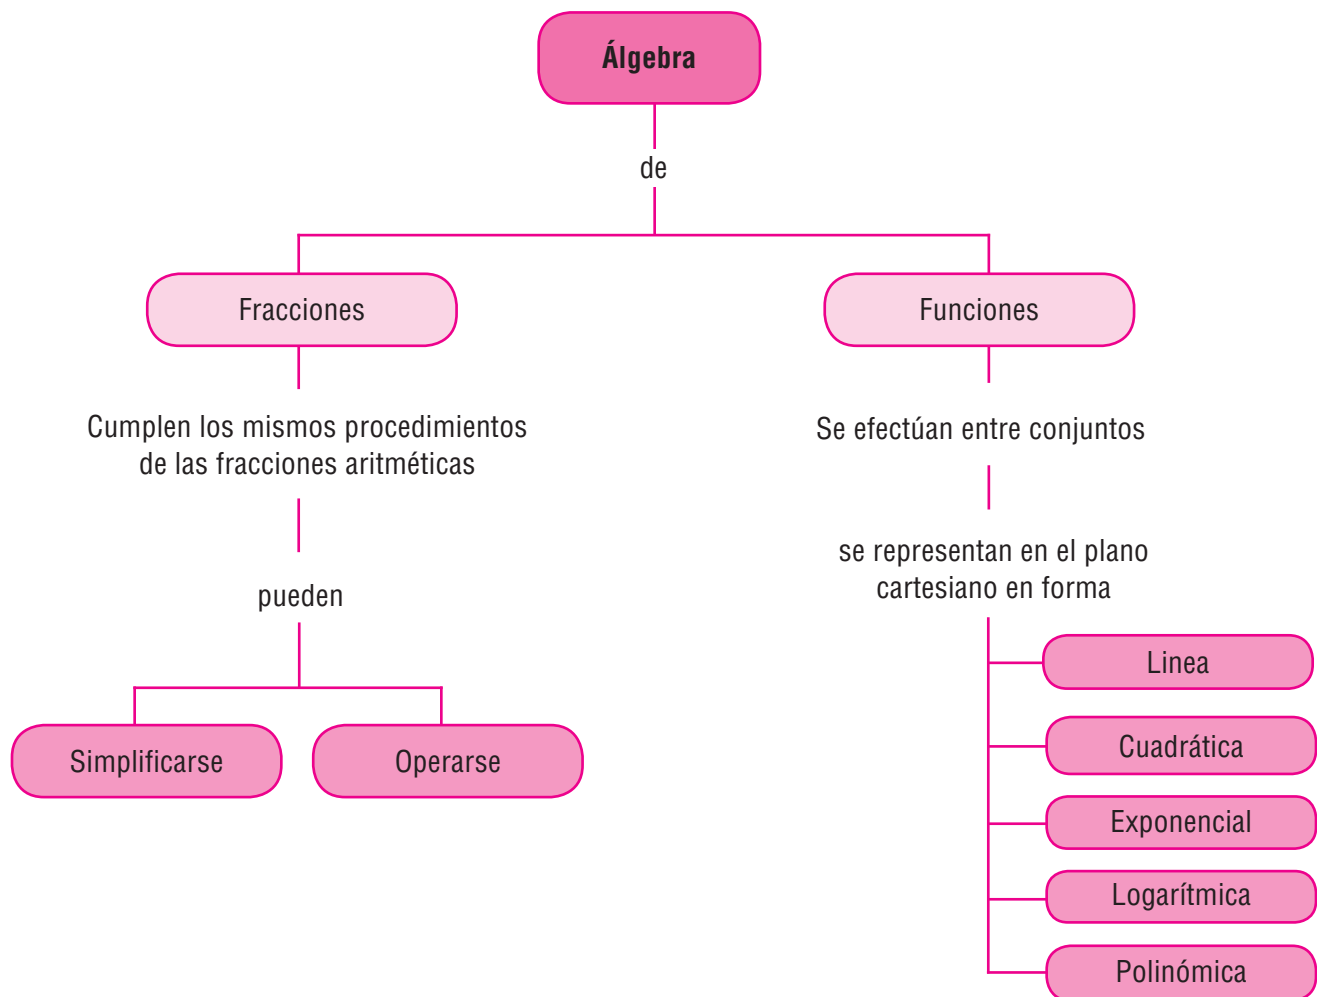 Álgebra
de
Fracciones
Funciones
Cumplen los mismos procedimientos
de las fracciones aritméticas
Se efectúan entre conjuntos
pueden
se representan en el plano
cartesiano en forma
Simplificarse
Operarse
Linea
Cuadrática
Exponencial
Logarítmica
Polinómica